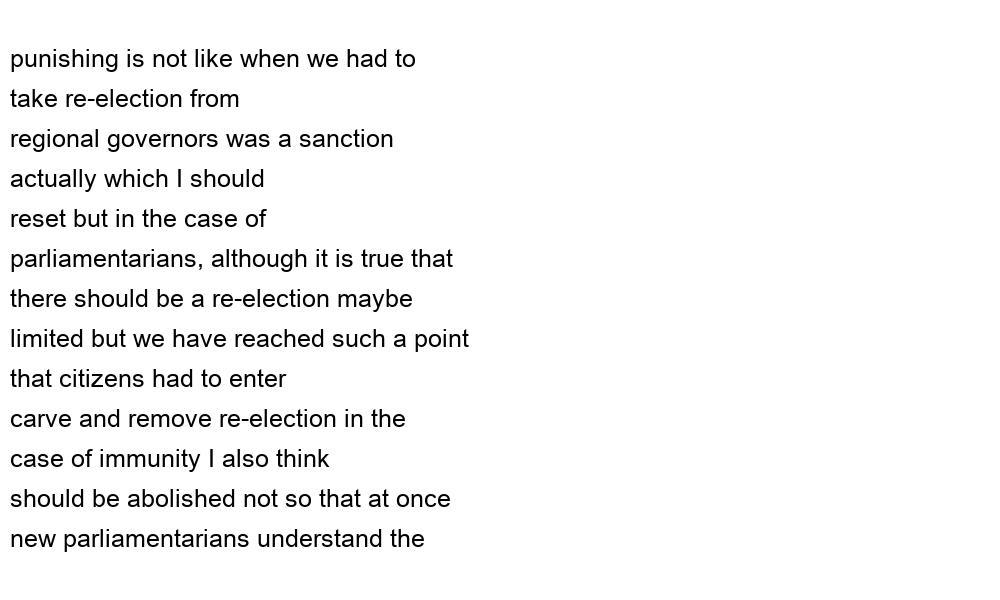 punishing is not like when we had to
take re-election from
regional governors was a sanction
actually which I should
reset but in the case of
parliamentarians, although it is true that
there should be a re-election maybe
limited but we have reached such a point
that citizens had to enter
carve and remove re-election in the
case of immunity I also think
should be abolished not so that at once
new parliamentarians understand the